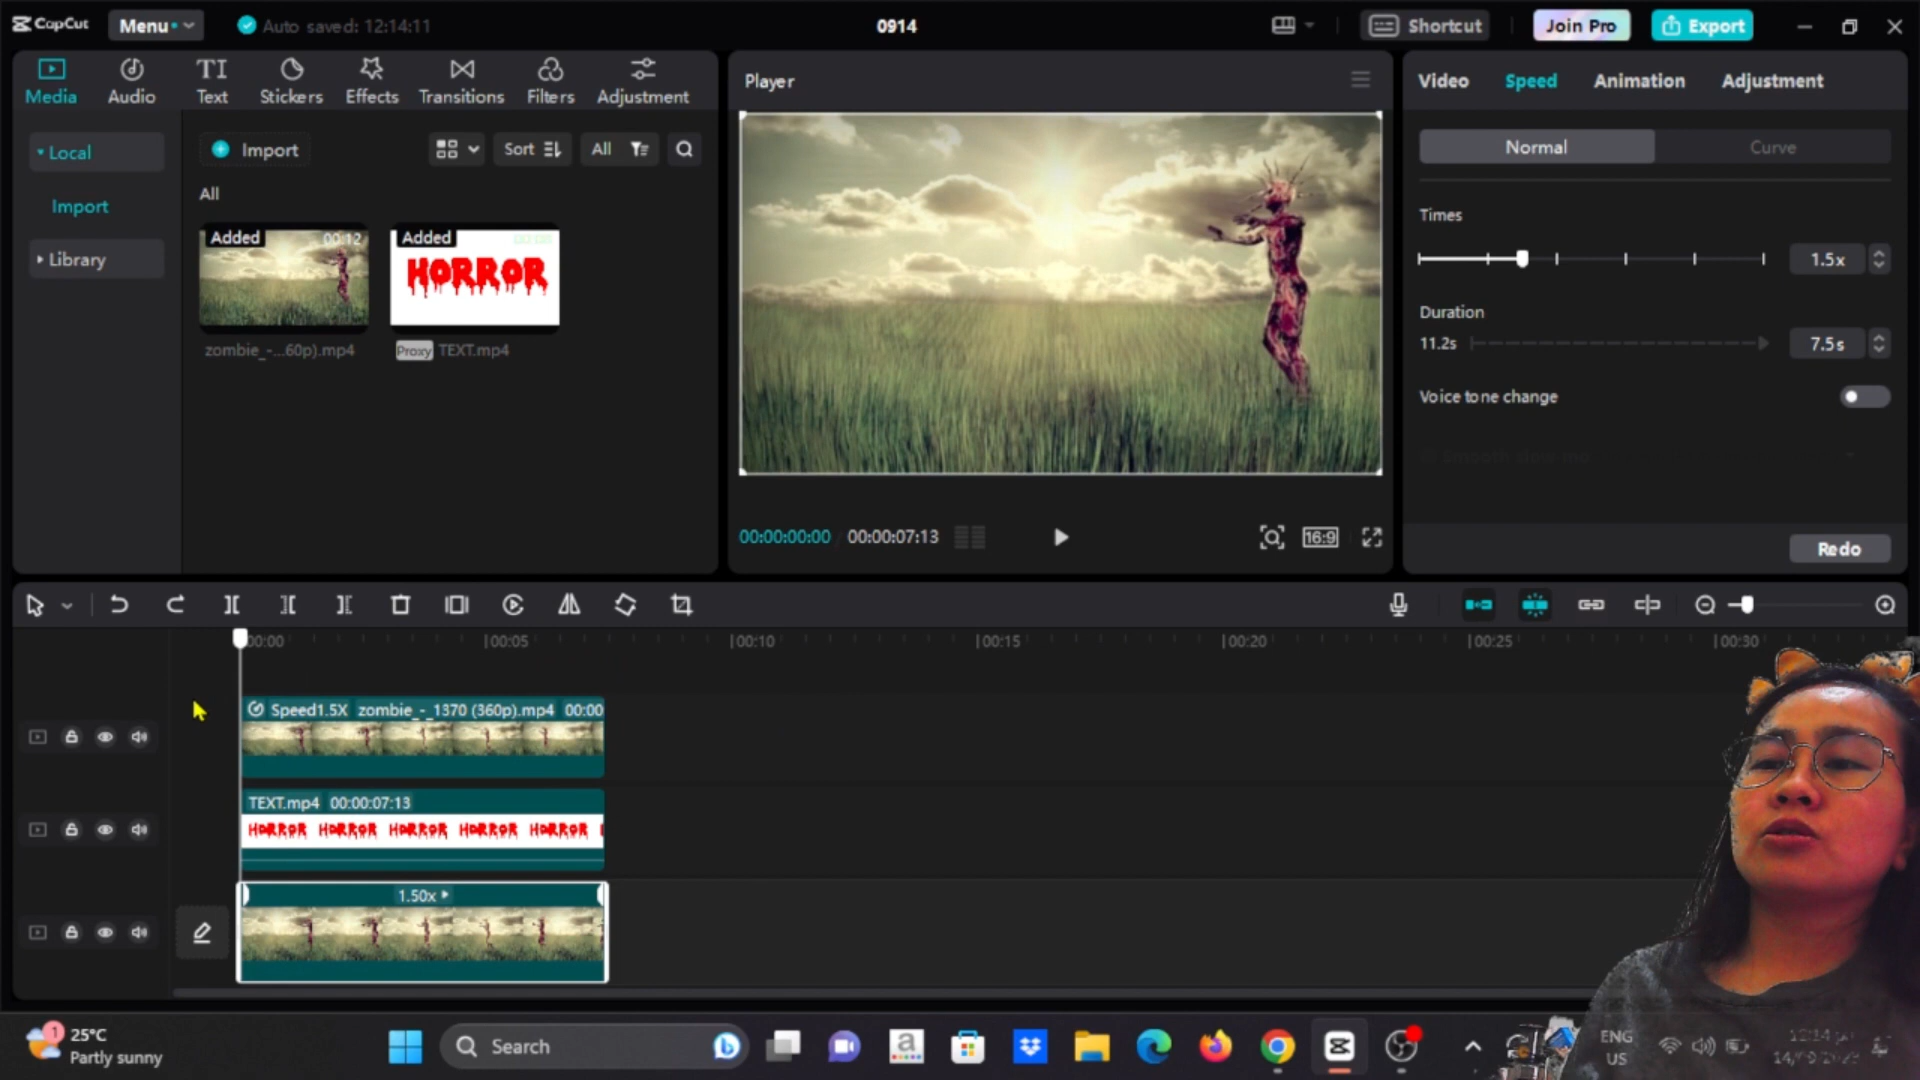 CapCut
Menu
Auto saved: 12:14:11
0914
Shortcut
Join Pro
Export
Media
Audio
TI
Text
Stickers
Effects
Transitions
Filters
Adjustment
Local
Import
Library
Import
Sort
All
All
Added
00:12
HORROR
Added
zombie_-...60p).mp4
Proxy
TEXT.mp4
Player
00:00:00:00
00:00:07:13
16:9
Video
Speed
Animation
Adjustment
Normal
Curve
Times
1.5x
Duration
11.2s
7.5s
Voice tone change
Redo
00:00
00:05
00:10
00:15
00:20
00:25
00:30
Speed1.5X zombie_-_1370 (360p).mp4 00:00
TEXT.mp4 00:00:07:13
HORROR HORROR HORROR HORROR HORROR
1.50x
1
25°C
Partly sunny
Search
a
ENG
US